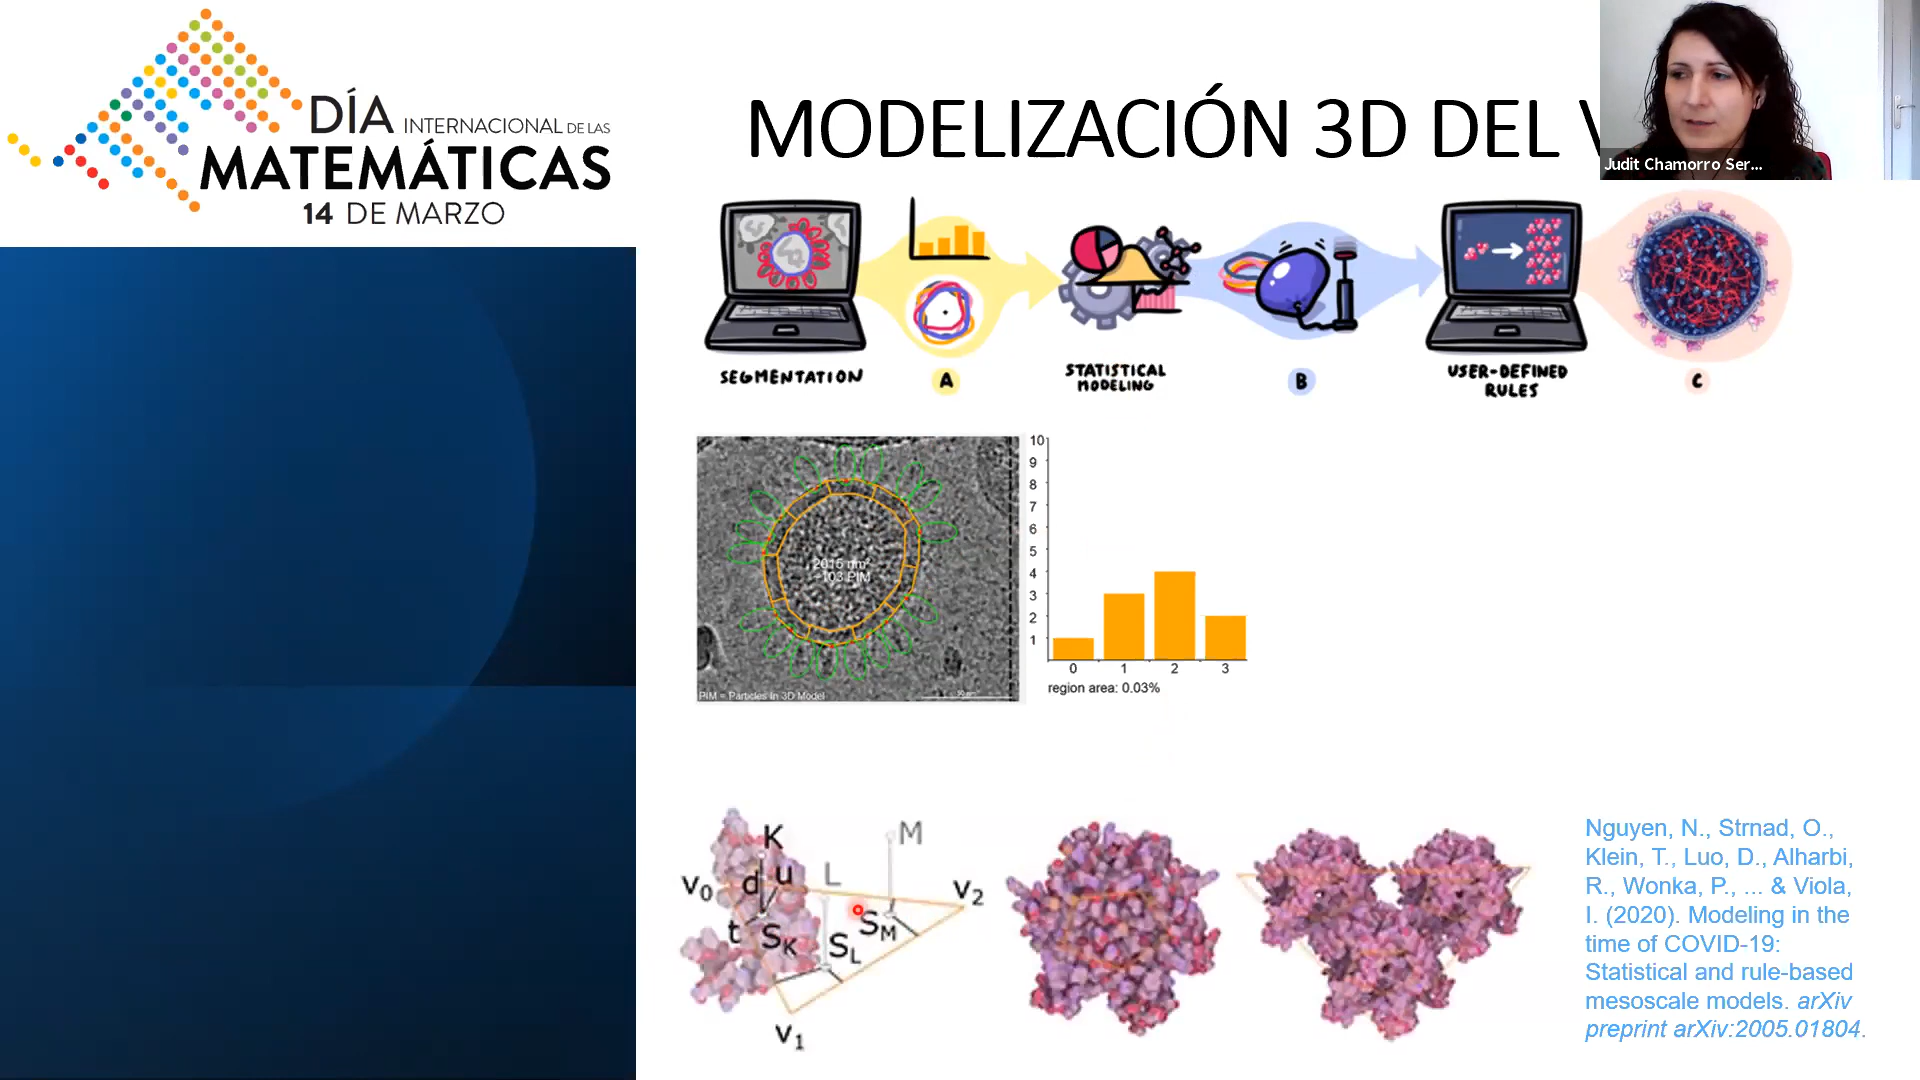 DÍA INTERNACIONAL DE LAS
MATEMÁTICAS
14 DE MARZO
MODELIZACIÓN 3D DEL V
Judit Chamorro Ser...
SEGMENTATION
A
STATISTICAL
MODELING
B
USER-DEFINED
RULES
C
2015 nm²
~103 PIM
PIM = Particles in 3D Model
10
9
8
7
6
5
4
3
2
1
0 1 2 3
region area: 0.03%
K
M
L
V0 d u
V2
t SK SM
SL
V1
Nguyen, N., Strnad, O.,
Klein, T., Luo, D., Alharbi,
R., Wonka, P., ... & Viola,
I. (2020). Modeling in the
time of COVID-19:
Statistical and rule-based
mesoscale models. arXiv
preprint arXiv:2005.01804.